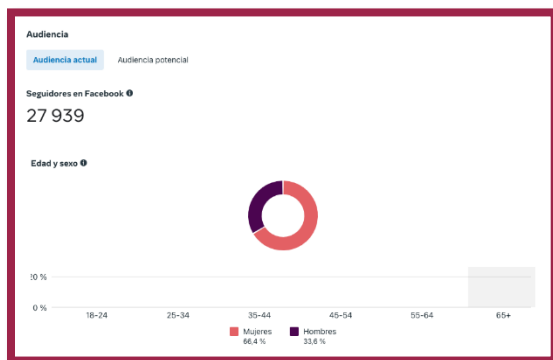 Audiencia
Audiencia actual Audiencia potencial
Seguidores en Facebook
27 939
Edad y sexo
20 %
0 %
18-24 25-34 35-44 45-54 55-64 65+
Mujeres Hombres
66,4 % 33,6 %